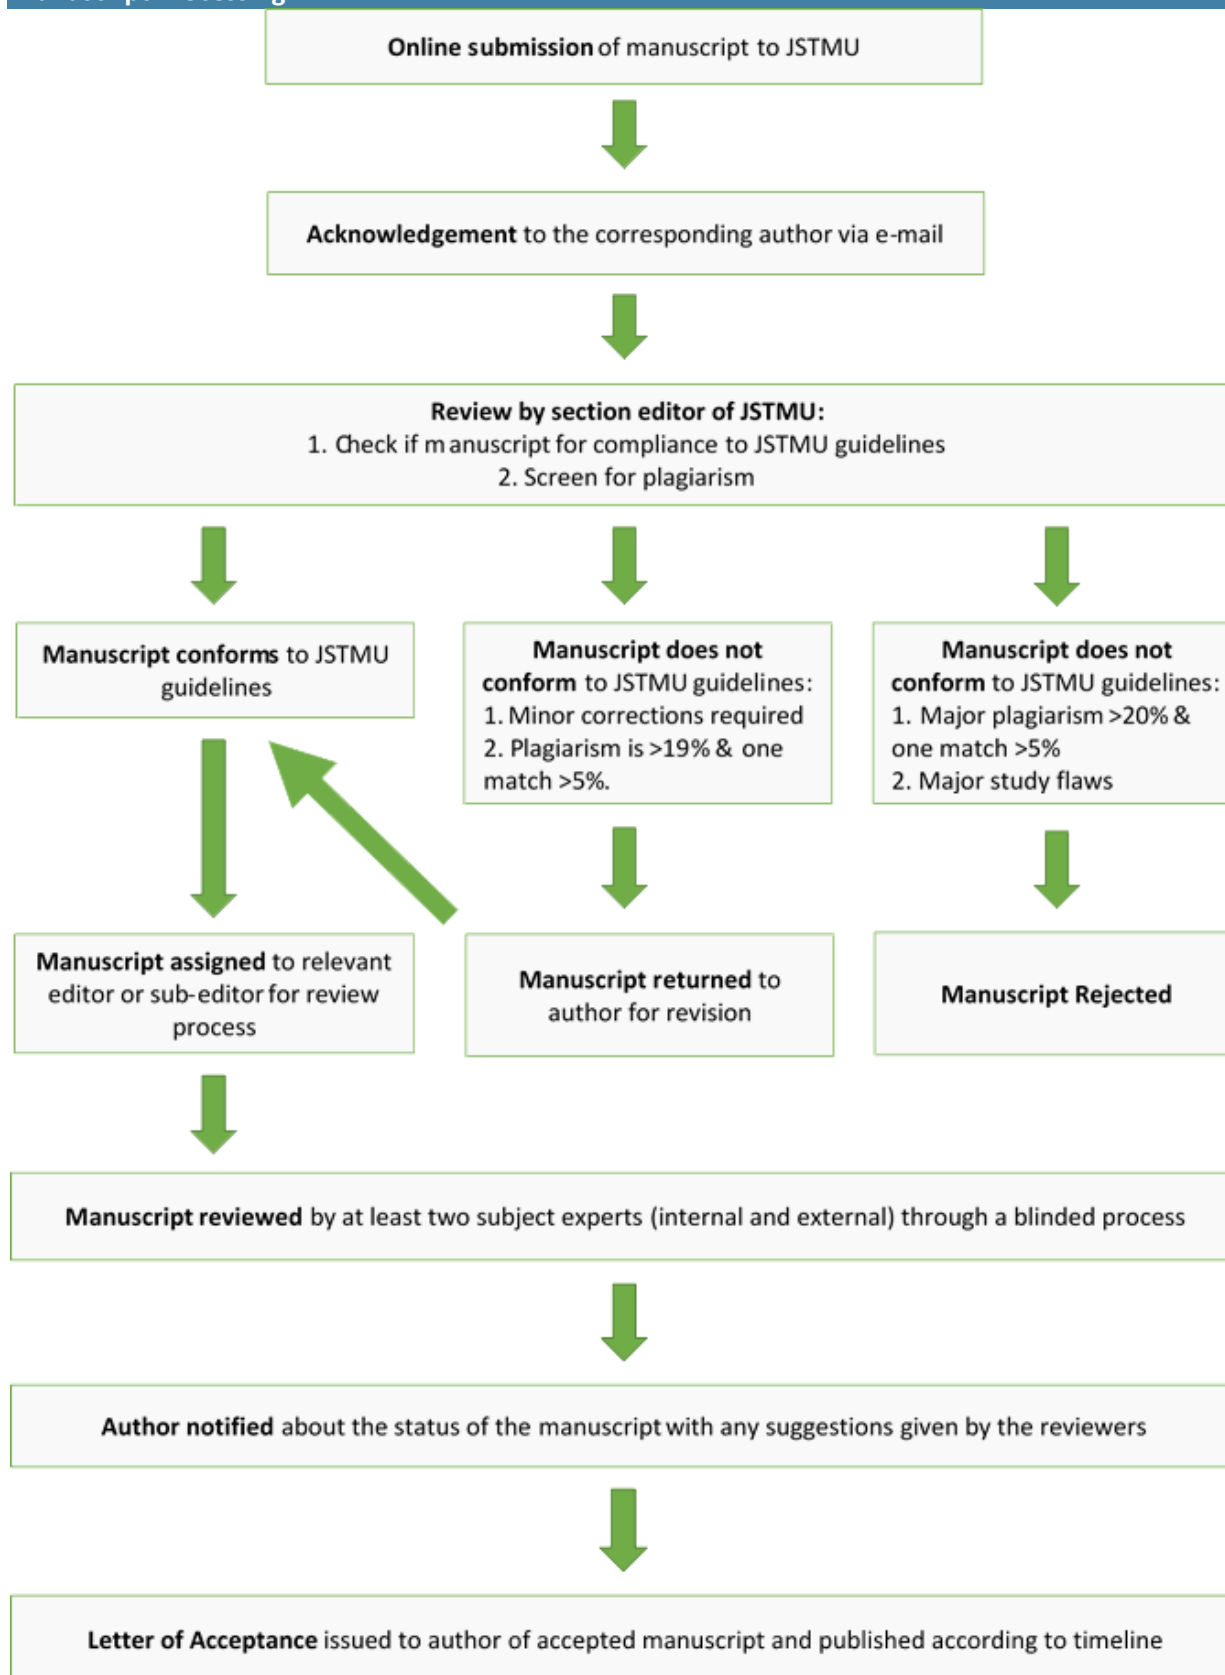 Online submission of manuscript to JSTMU
Acknowledgement to the corresponding author via e-mail
Review by section editor of JSTMU:
1. Check if manuscript for compliance to JSTMU guidelines
2. Screen for plagiarism
Manuscript conforms to JSTMU
guidelines
Manuscript does not
conform to JSTMU guidelines:
1. Minor corrections required
2. Plagiarism is >19% & one
match >5%.
Manuscript does not
conform to JSTMU guidelines:
1. Major plagiarism >20% &
one match >5%
2. Major study flaws
Manuscript assigned to relevant
editor or sub-editor for review
process
Manuscript returned to
author for revision
Manuscript Rejected
Manuscript reviewed by at least two subject experts (internal and external) through a blinded process
Author notified about the status of the manuscript with any suggestions given by the reviewers
Letter of Acceptance issued to author of accepted manuscript and published according to timeline